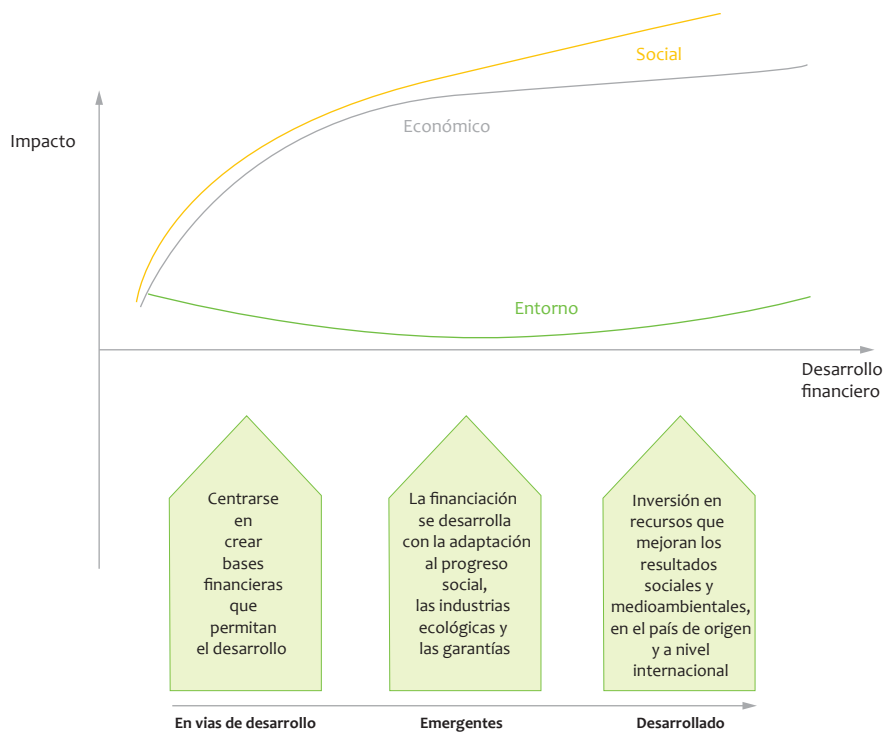 Social
Económico
Impacto
Entorno
Desarrollo
financiero
Centrarse
en
crear
bases
financieras
que
permitan
el desarrollo
La financiación
se desarrolla
con la adaptación
al progreso
social,
las industrias
ecológicas y
las garantías
Inversión en
recursos que
mejoran los
resultados
sociales y
medioambientales,
en el país de origen
y a nivel
internacional
En vias de desarrollo
Emergentes
Desarrollado